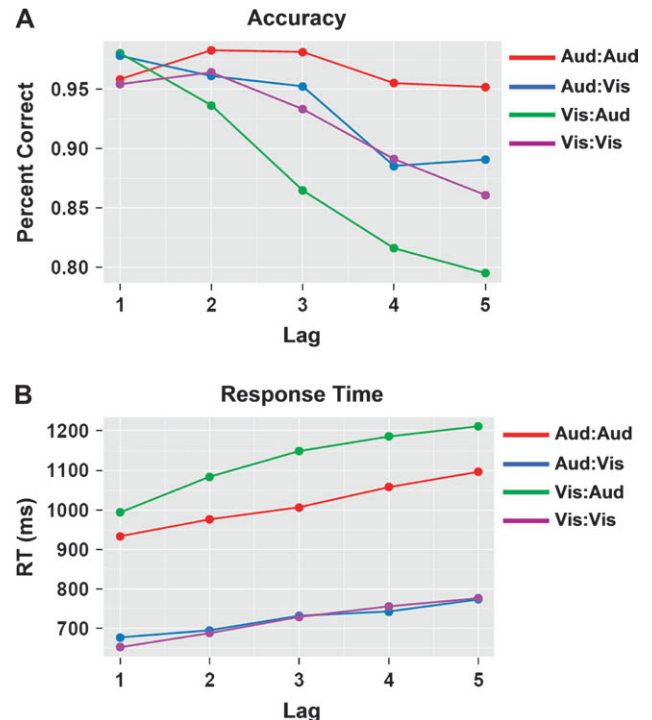 A
Accuracy
Percent Correct
0.95
0.90
0.85
0.80
1 2 3 4 5
Lag
Aud:Aud
Aud:Vis
Vis:Aud
Vis:Vis
B
Response Time
RT (ms)
1200
1100
1000
900
800
700
1 2 3 4 5
Lag
Aud:Aud
Aud:Vis
Vis:Aud
Vis:Vis